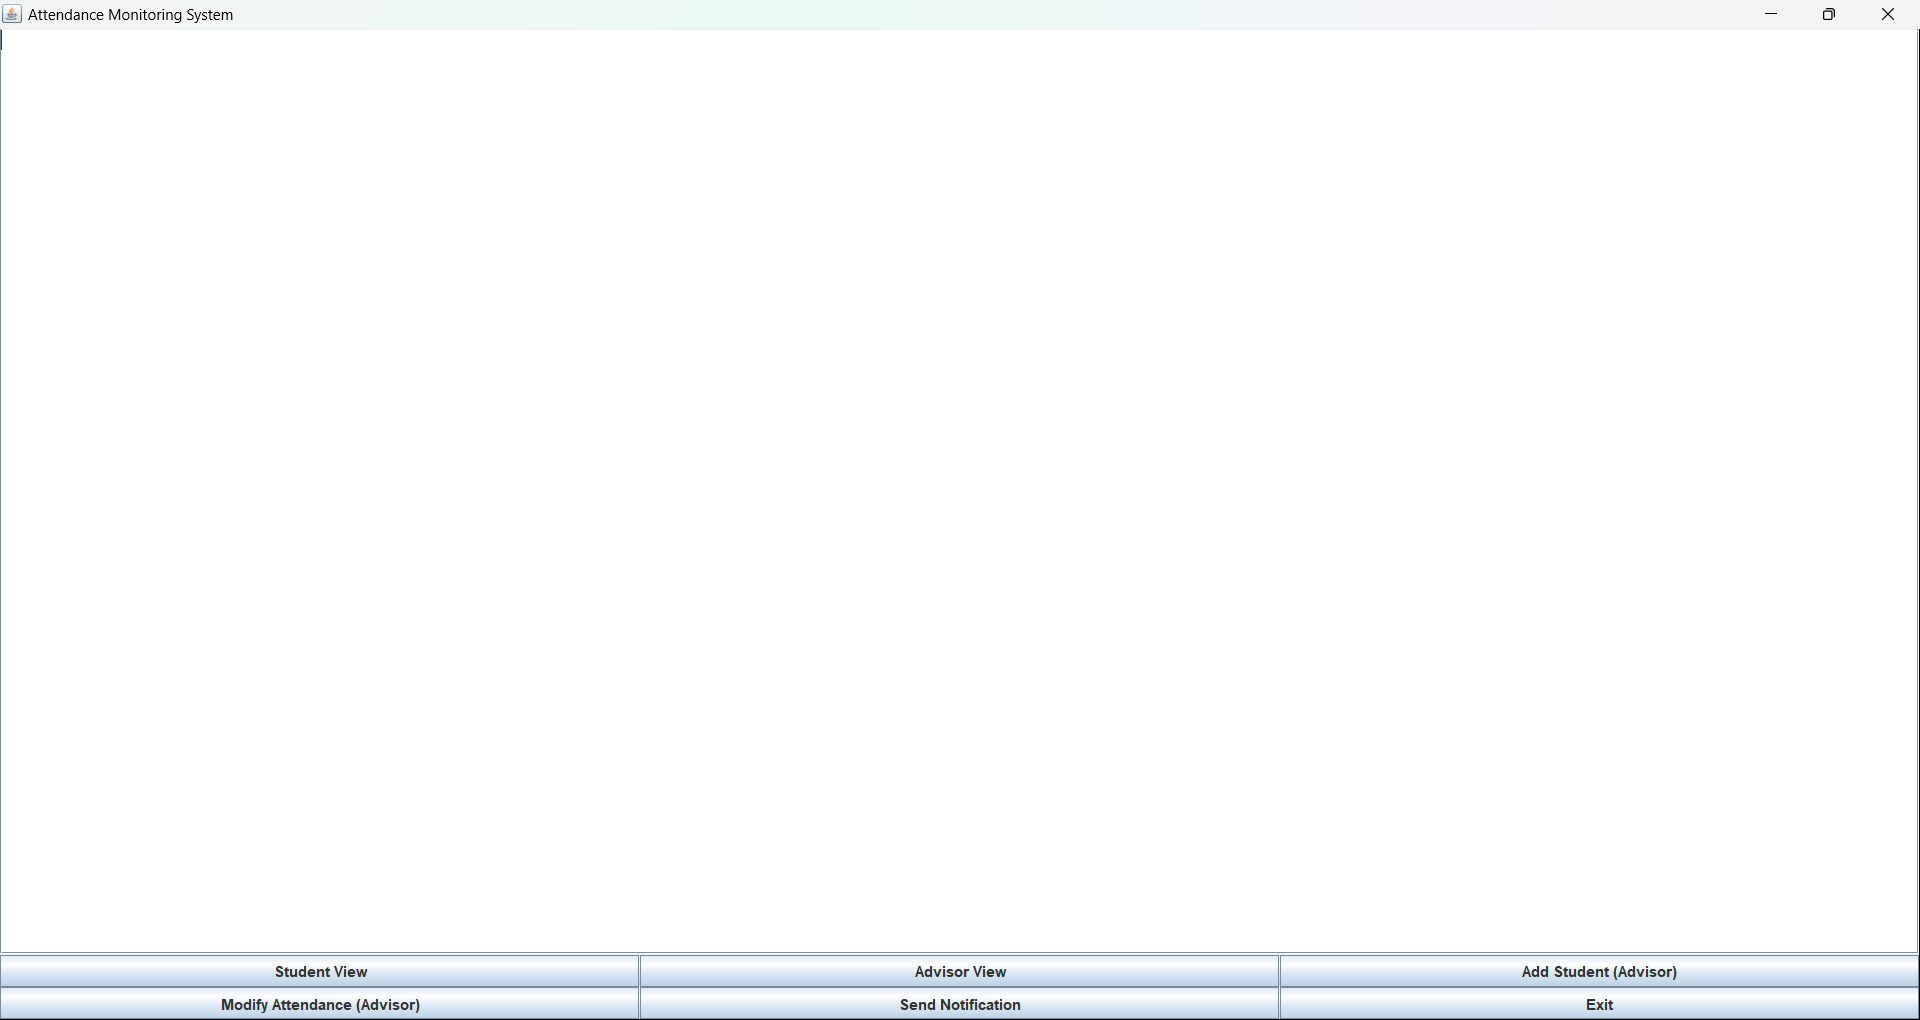 Attendance Monitoring System
Student View
Advisor View
Add Student (Advisor)
Modify Attendance (Advisor)
Send Notification
Exit